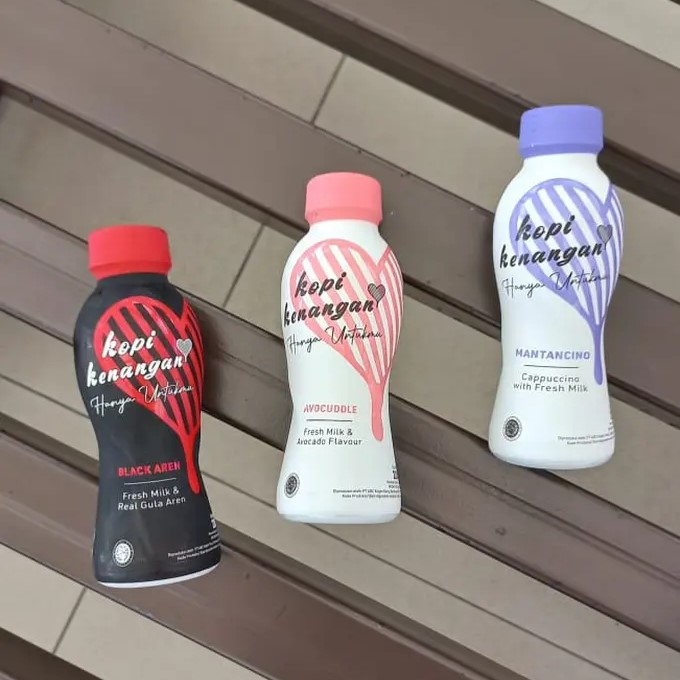 kopi
kenangan
Hanya Untukmu
BLACK AREN
Fresh Milk &
Real Gula Aren
kopi
kenangan
Hanya Untukmu
AVOCUDDLE
Fresh Milk &
Avocado Flavour
kopi
kenangan
Hanya Untukmu
MANTANCINO
Cappuccino
with Fresh Milk